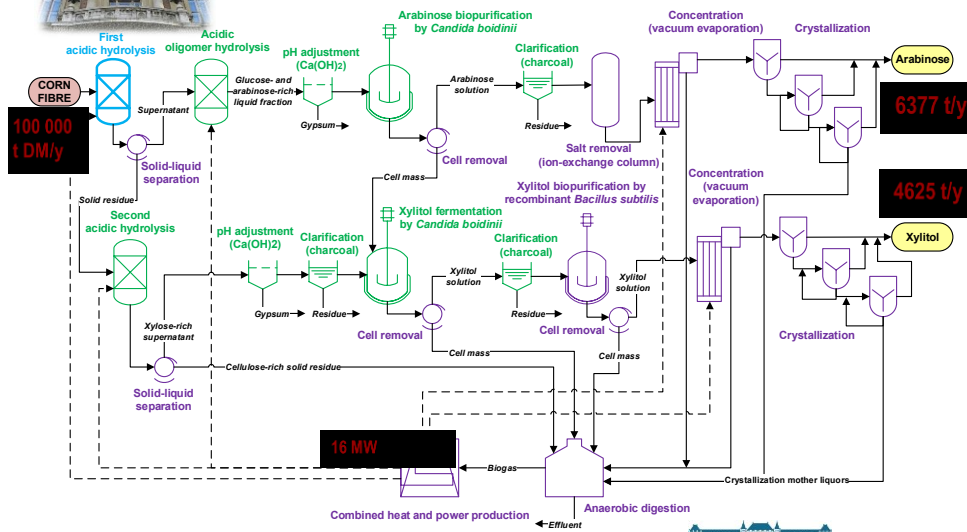 First
acidic hydrolysis
Acidic
oligomer hydrolysis
pH adjustment
(Ca(OH)2)
Arabinose biopurification
by Candida boidinii
Clarification
(charcoal)
Concentration
(vacuum evaporation)
Crystallization
CORN
FIBRE
100 000
t DM/y
Supernatant
Glucose- and
arabinose-rich
liquid fraction
Gypsum
Arabinose
solution
Residue
Arabinose
6377 t/y
Solid-liquid
separation
Cell removal
Salt removal
(ion-exchange column)
Cell mass
Solid residue
Second
acidic hydrolysis
pH adjustment
(Ca(OH)2)
Clarification
(charcoal)
Xylitol fermentation
by Candida boidinii
Xylitol biopurification by
recombinant Bacillus subtilis
Clarification
(charcoal)
Concentration
(vacuum
evaporation)
4625 t/y
Xylitol
Xylitol
solution
Xylitol
solution
Gypsum
Residue
Residue
Xylose-rich
supernatant
Cell removal
Cell removal
Crystallization
Cell mass
Cell mass
Cellulose-rich solid residue
Solid-liquid
separation
16 MW
Biogas
Crystallization mother liquors
Combined heat and power production
Anaerobic digestion
Effluent